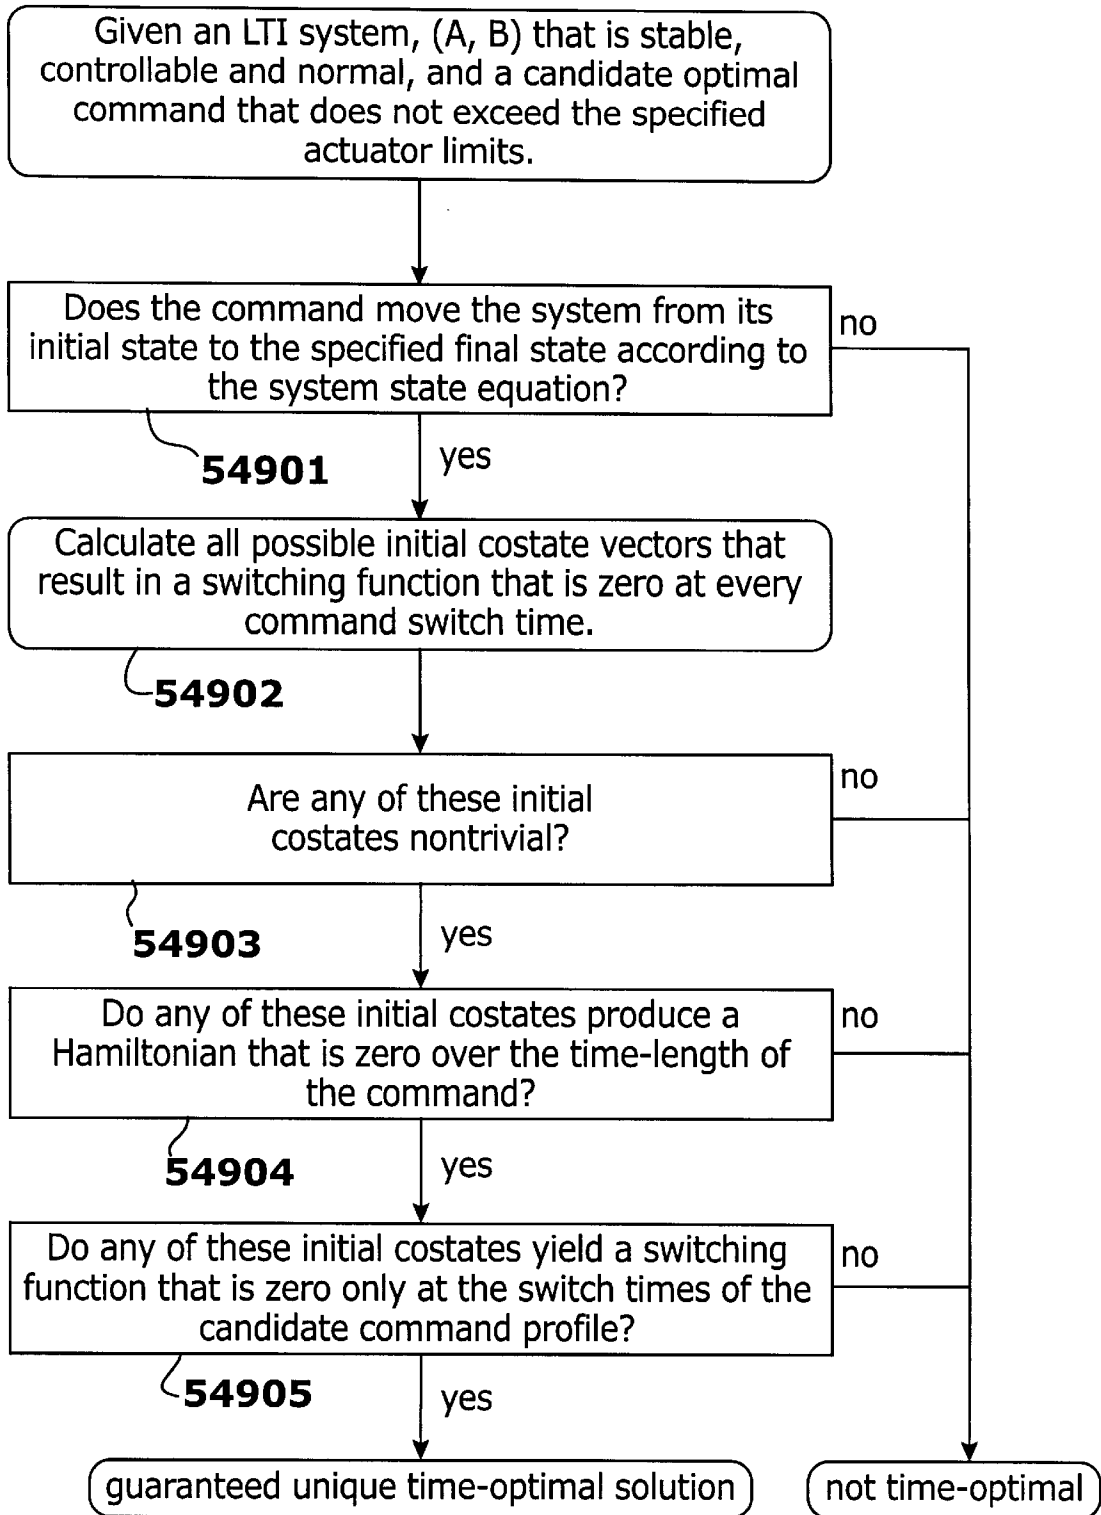 Given an LTI system, (A, B) that is stable,
controllable and normal, and a candidate optimal
command that does not exceed the specified
actuator limits.
Does the command move the system from its
initial state to the specified final state according to
the system state equation?
no
54901
yes
Calculate all possible initial costate vectors that
result in a switching function that is zero at every
command switch time.
54902
Are any of these initial
costates nontrivial?
no
54903
yes
Do any of these initial costates produce a
Hamiltonian that is zero over the time-length of
the command?
no
54904
yes
Do any of these initial costates yield a switching
function that is zero only at the switch times of the
candidate command profile?
no
54905
yes
guaranteed unique time-optimal solution
not time-optimal